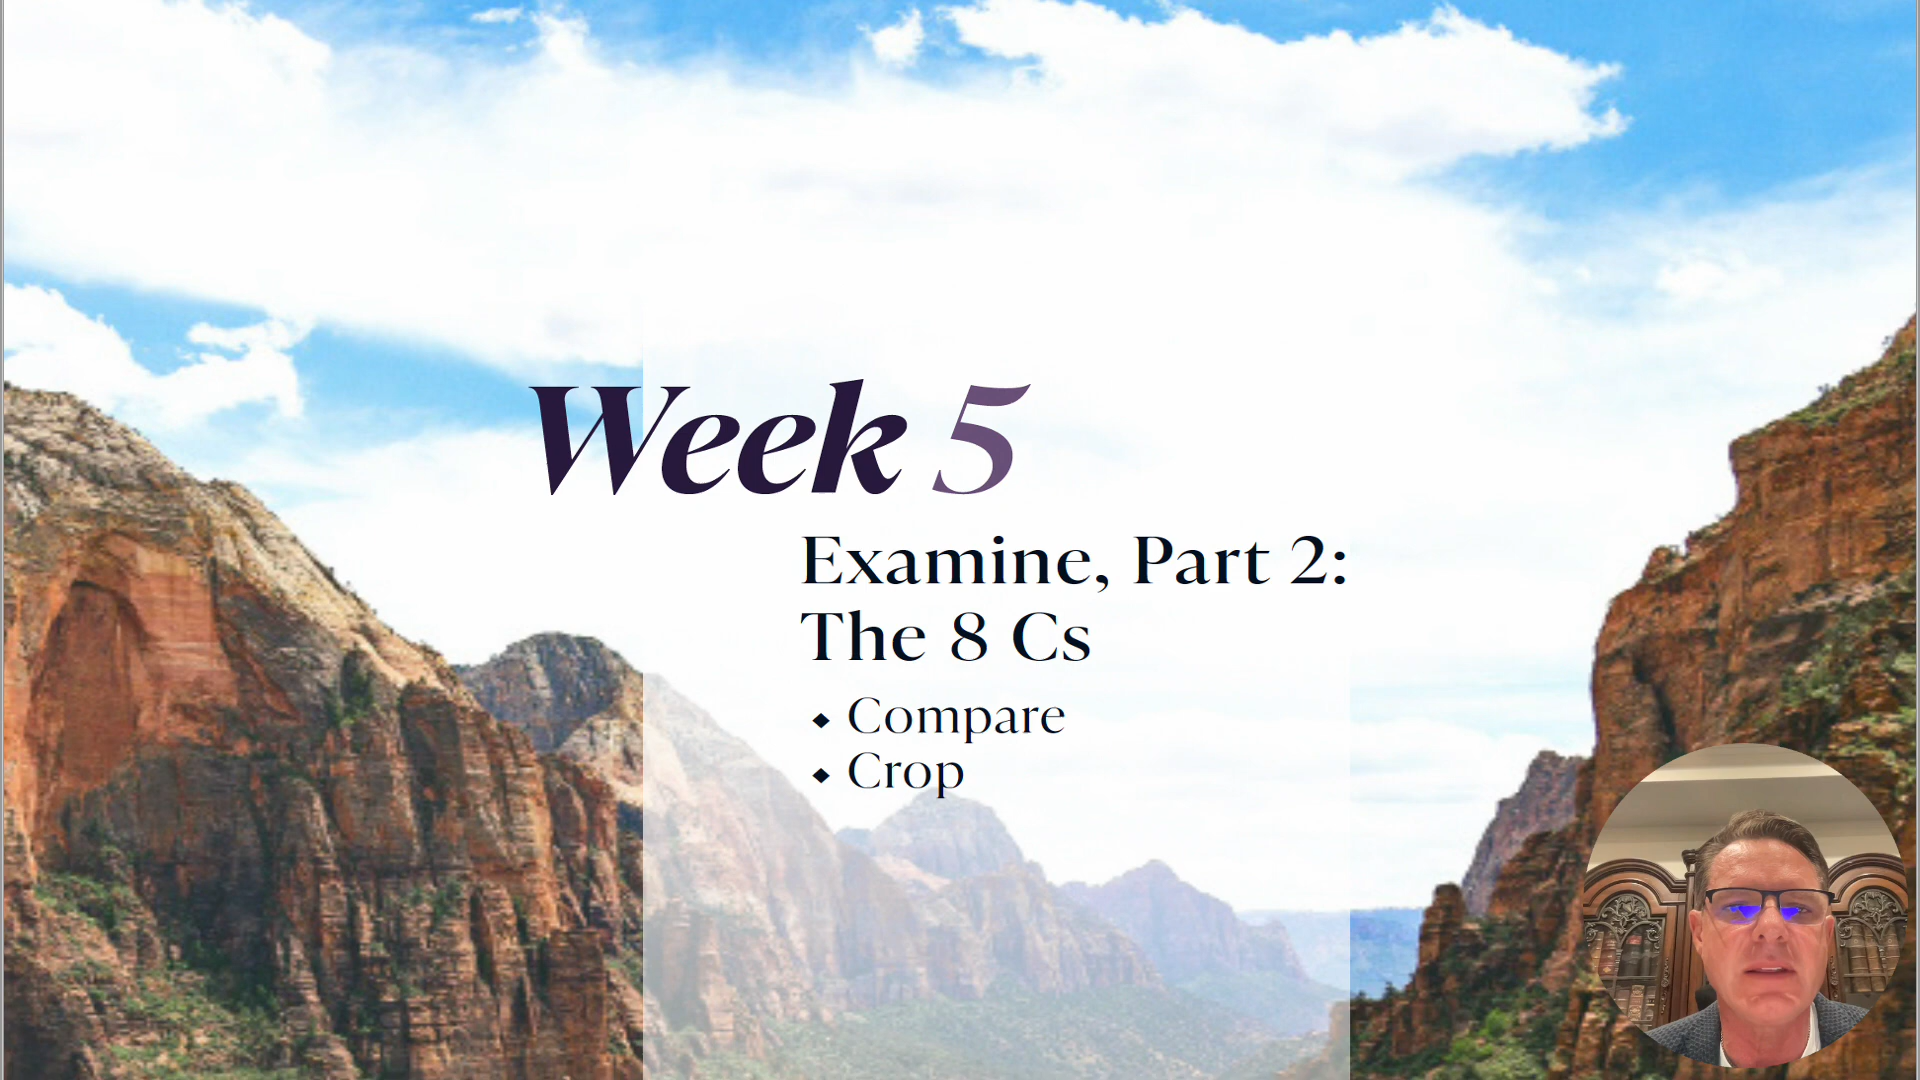 Week 5
Examine, Part 2:
The 8 Cs
◆ Compare
◆ Crop